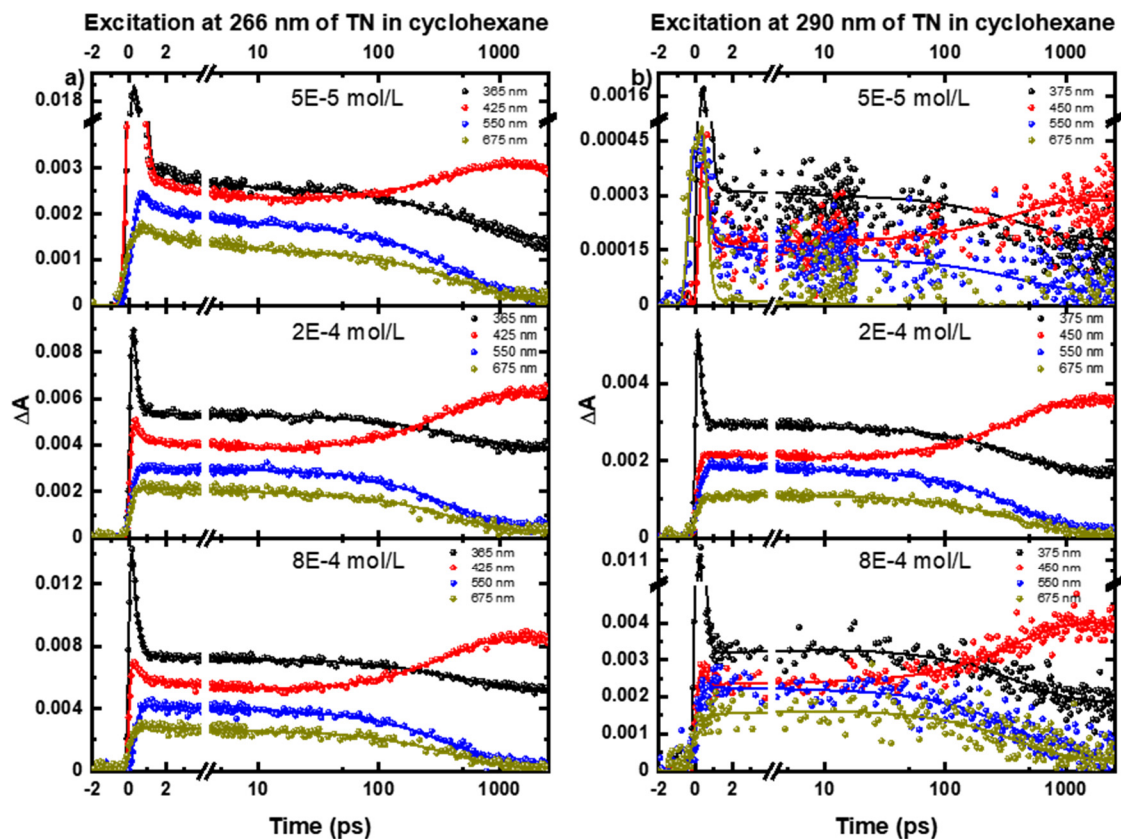 Excitation at 266 nm of TN in cyclohexane
-2 0 2 10 100 1000
a)
5E-5 mol/L
365 nm
425 nm
550 nm
675 nm
0.018
0.003
0.002
0.001
0
2E-4 mol/L
365 nm
425 nm
550 nm
675 nm
0.008
0.006
0.004
0.002
0
ΔA
8E-4 mol/L
365 nm
425 nm
550 nm
675 nm
0.012
0.008
0.004
0
-2 0 2 10 100 1000
Time (ps)
Excitation at 290 nm of TN in cyclohexane
-2 0 2 10 100 1000
b)
5E-5 mol/L
375 nm
450 nm
550 nm
675 nm
0.0016
0.00045
0.0003
0.00015
0
2E-4 mol/L
375 nm
450 nm
550 nm
675 nm
0.004
0.002
0
ΔA
8E-4 mol/L
375 nm
450 nm
550 nm
675 nm
0.011
0.004
0.003
0.002
0.001
0
-2 0 2 10 100 1000
Time (ps)